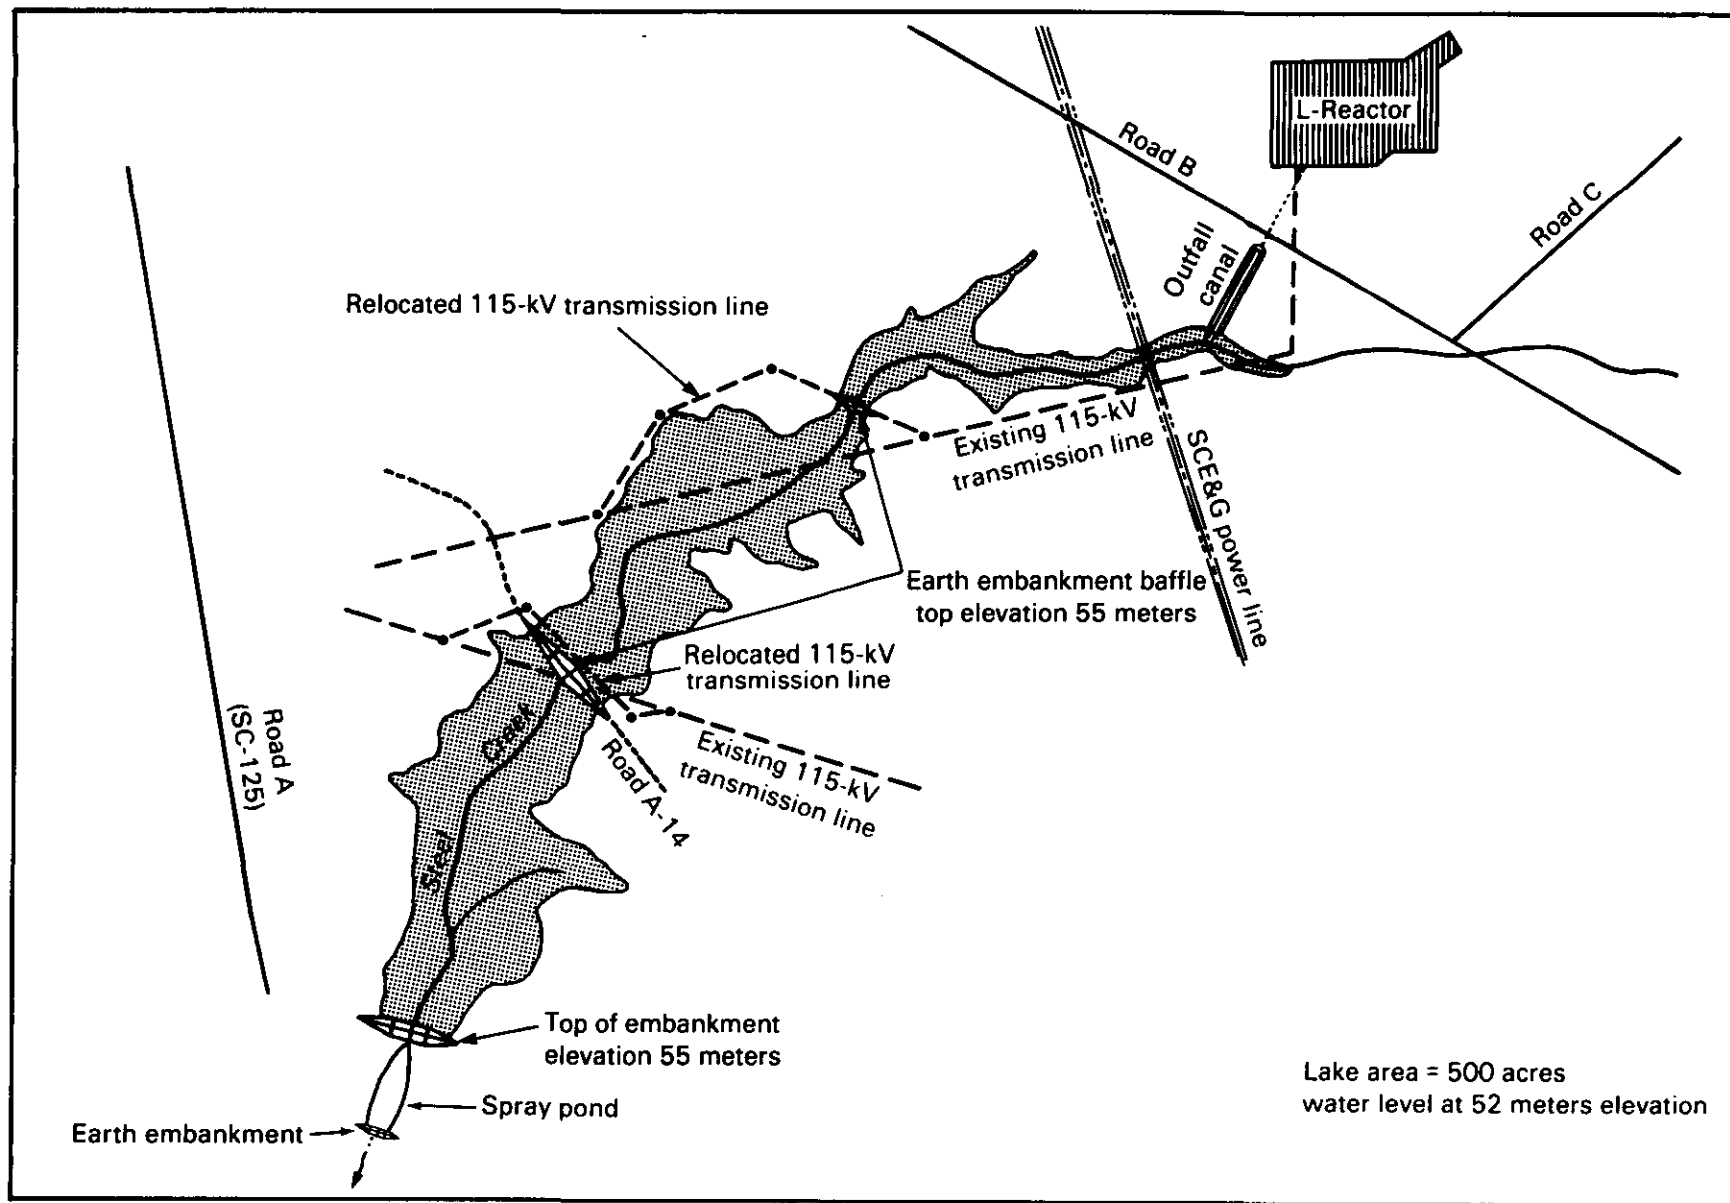 L-Reactor
Road B
Road C
Outfall
canal
Relocated 115-kV transmission line
Existing 115-kV
transmission line
SCE&G power line
Earth embankment baffle
top elevation 55 meters
Relocated 115-kV
transmission line
Road A
(SC-125)
Creek
Steel
Road A-14
Existing 115-kV
transmission line
Top of embankment
elevation 55 meters
Spray pond
Earth embankment
Lake area = 500 acres
water level at 52 meters elevation